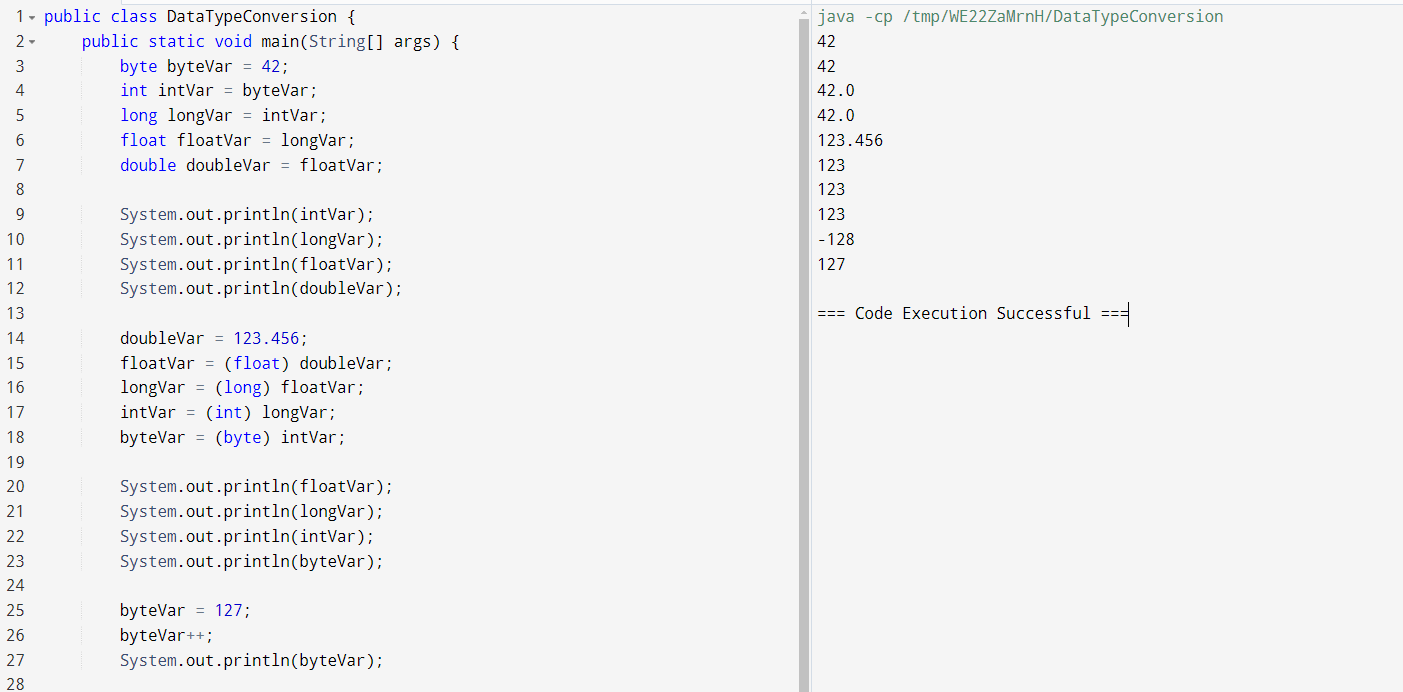 1 public class DataTypeConversion {
2 public static void main(String[] args) {
3 byte byteVar = 42;
4 int intVar = byteVar;
5 long longVar = intVar;
6 float floatVar = longVar;
7 double doubleVar = floatVar;
8
9 System.out.println(intVar);
10 System.out.println(longVar);
11 System.out.println(floatVar);
12 System.out.println(doubleVar);
13
14 doubleVar = 123.456;
15 floatVar = (float) doubleVar;
16 longVar = (long) floatVar;
17 intVar = (int) longVar;
18 byteVar = (byte) intVar;
19
20 System.out.println(floatVar);
21 System.out.println(longVar);
22 System.out.println(intVar);
23 System.out.println(byteVar);
24
25 byteVar = 127;
26 byteVar++;
27 System.out.println(byteVar);
28
java -cp /tmp/WE22ZaMrnH/DataTypeConversion
42
42
42.0
42.0
123.456
123
123
123
-128
127
=== Code Execution Successful ===